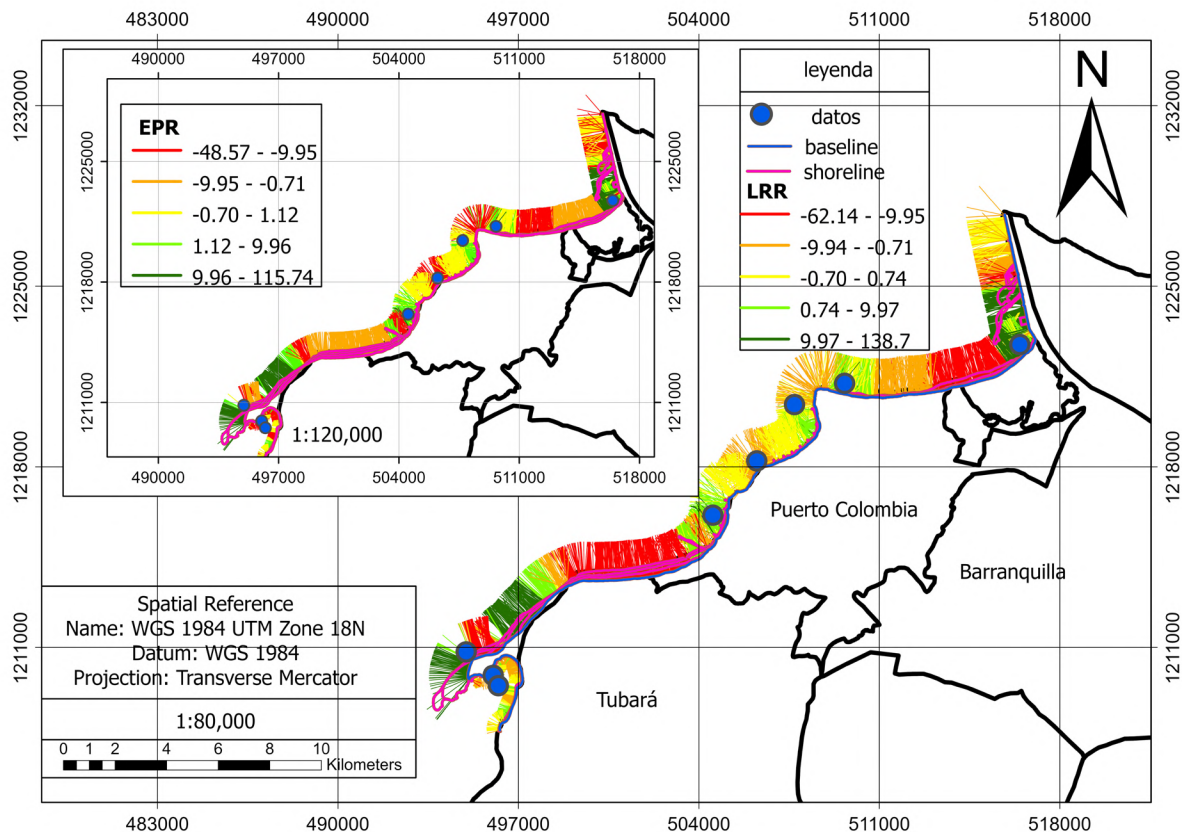 483000 490000 497000 504000 511000 518000
490000 497000 504000 511000 518000
EPR
-48.57 - -9.95
-9.95 - -0.71
-0.70 - 1.12
1.12 - 9.96
9.96 - 115.74
1225000
1218000
1211000
1:120,000
1225000
1218000
1211000
490000 497000 504000 511000 518000
leyenda
datos
baseline
shoreline
LRR
-62.14 - -9.95
-9.94 - -0.71
-0.70 - 0.74
0.74 - 9.97
9.97 - 138.7
N
1232000
1225000
1218000
1211000
1232000
1225000
1218000
1211000
Puerto Colombia
Barranquilla
Tubará
Spatial Reference
Name: WGS 1984 UTM Zone 18N
Datum: WGS 1984
Projection: Transverse Mercator
1:80,000
0 1 2 4 6 8 10
Kilometers
483000 490000 497000 504000 511000 518000